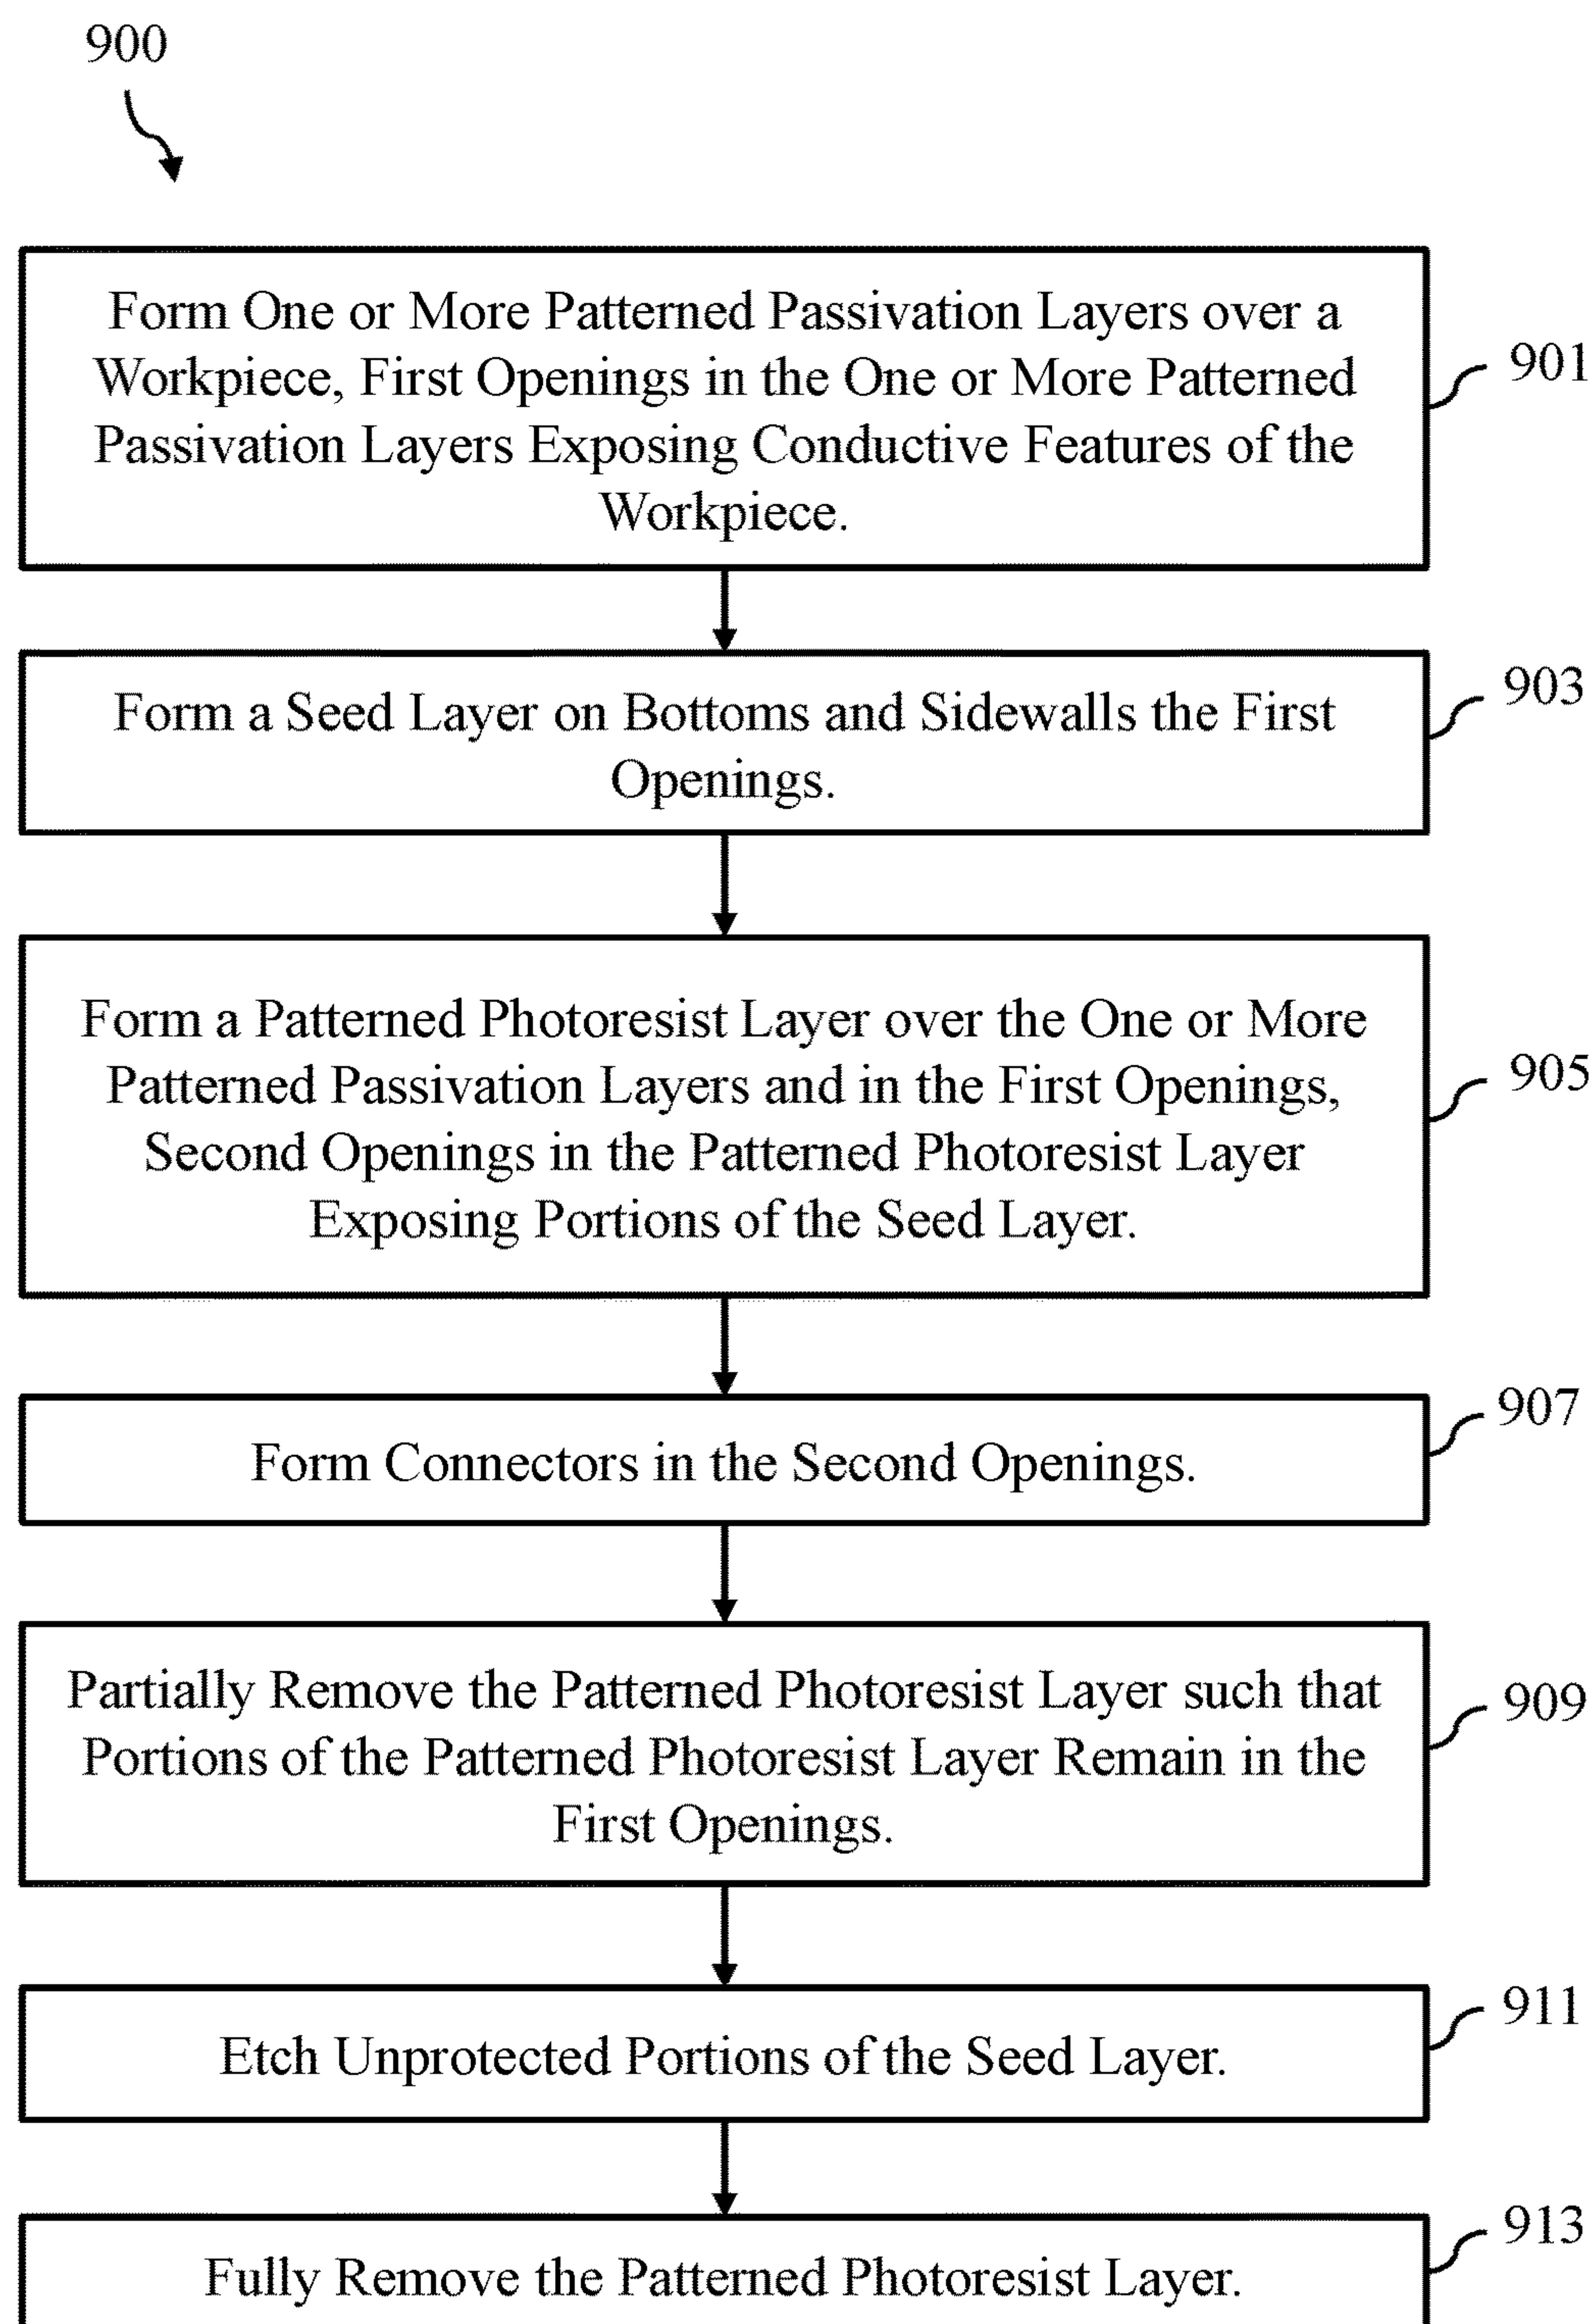 900
Form One or More Patterned Passivation Layers over a
Workpiece, First Openings in the One or More Patterned
Passivation Layers Exposing Conductive Features of the
Workpiece.
901
Form a Seed Layer on Bottoms and Sidewalls the First
Openings.
903
Form a Patterned Photoresist Layer over the One or More
Patterned Passivation Layers and in the First Openings,
Second Openings in the Patterned Photoresist Layer
Exposing Portions of the Seed Layer.
905
Form Connectors in the Second Openings.
907
Partially Remove the Patterned Photoresist Layer such that
Portions of the Patterned Photoresist Layer Remain in the
First Openings.
909
Etch Unprotected Portions of the Seed Layer.
911
Fully Remove the Patterned Photoresist Layer.
913